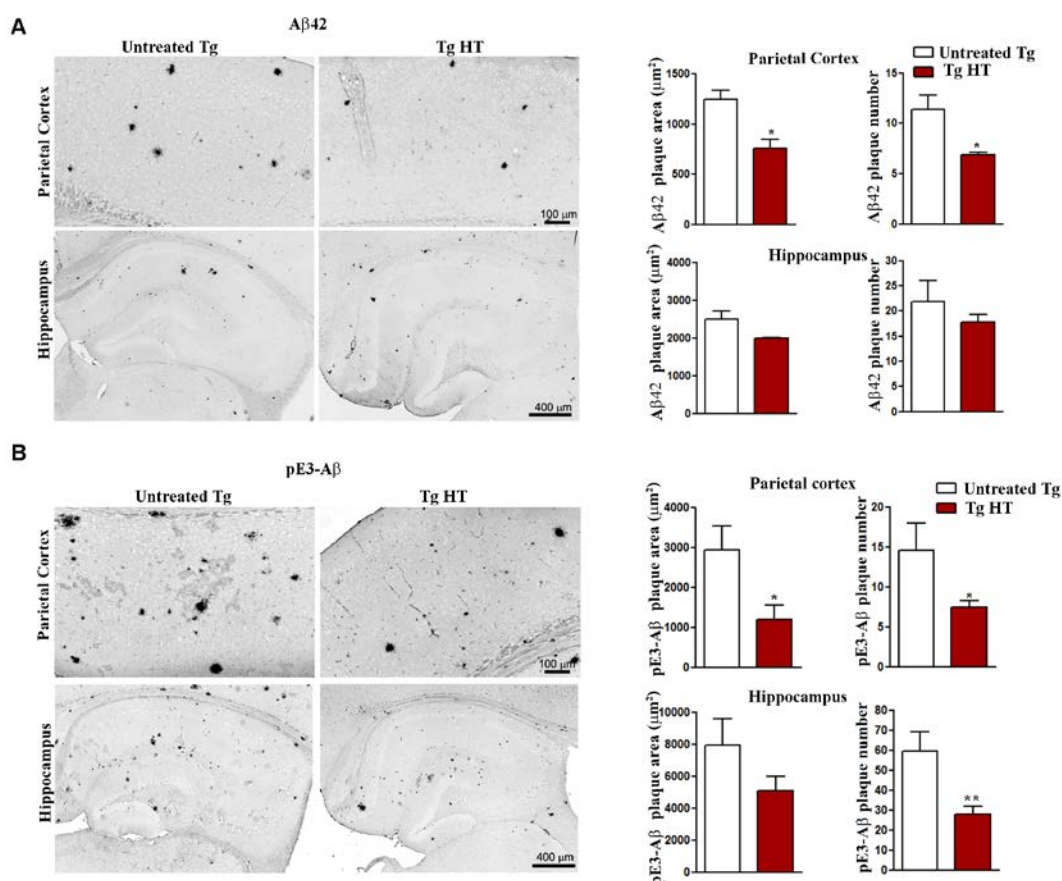 A
Aβ42
Untreated Tg
Tg HT
Parietal Cortex
100 μm
Hippocampus
400 μm
Untreated Tg
Tg HT
Parietal Cortex
Aβ42 plaque area (μm²)
1500
1000
500
0
*
Aβ42 plaque number
15
10
5
0
*
Hippocampus
Aβ42 plaque area (μm²)
4000
3000
2000
1000
0
Aβ42 plaque number
30
25
20
15
10
5
0
B
pE3-Aβ
Untreated Tg
Tg HT
Parietal Cortex
100 μm
Hippocampus
400 μm
Untreated Tg
Tg HT
Parietal cortex
pE3-Aβ plaque area (μm²)
4000
3000
2000
1000
0
*
pE3-Aβ plaque number
20
15
10
5
0
*
Hippocampus
pE3-Aβ plaque area (μm²)
10000
8000
6000
4000
2000
0
pE3-Aβ plaque number
80
70
60
50
40
30
20
10
0
**